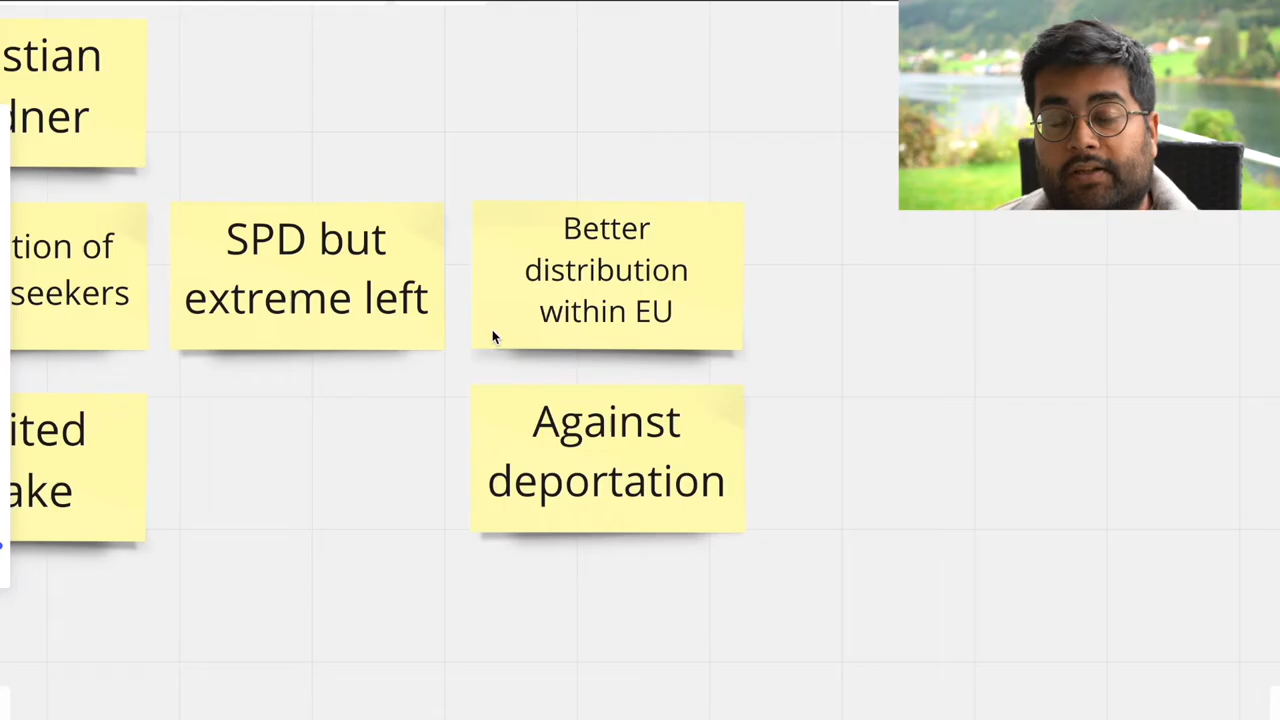 stian
dner
tion of
seekers
ited
ake
SPD but
extreme left
Better
distribution
within EU
Against
deportation